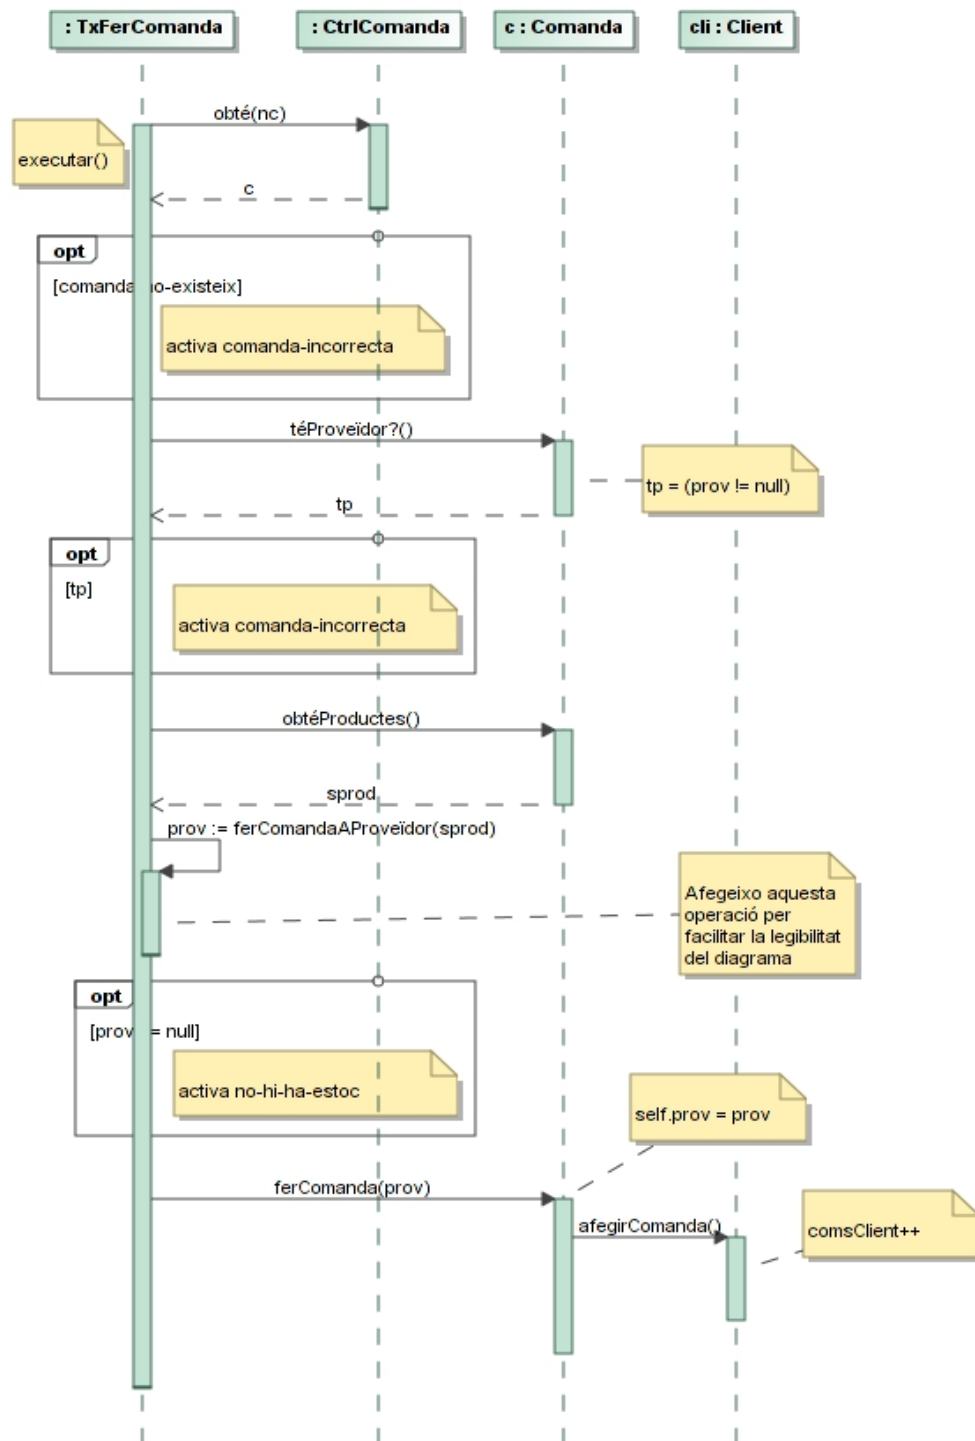 : TxFerComanda
: CtrlComanda
c : Comanda
cli : Client
obté(nc)
executar()
c
opt
[comanda no-existeix]
activa comanda-incorrecta
téProveïdor?()
tp = (prov != null)
tp
opt
[tp]
activa comanda-incorrecta
obtéProductes()
sprod
prov := ferComandaAProveïdor(sprod)
Afegeixo aquesta
operació per
facilitar la legibilitat
del diagrama
opt
[prov = null]
activa no-hi-ha-estoc
self.prov = prov
ferComanda(prov)
afegirComanda()
comsClient++